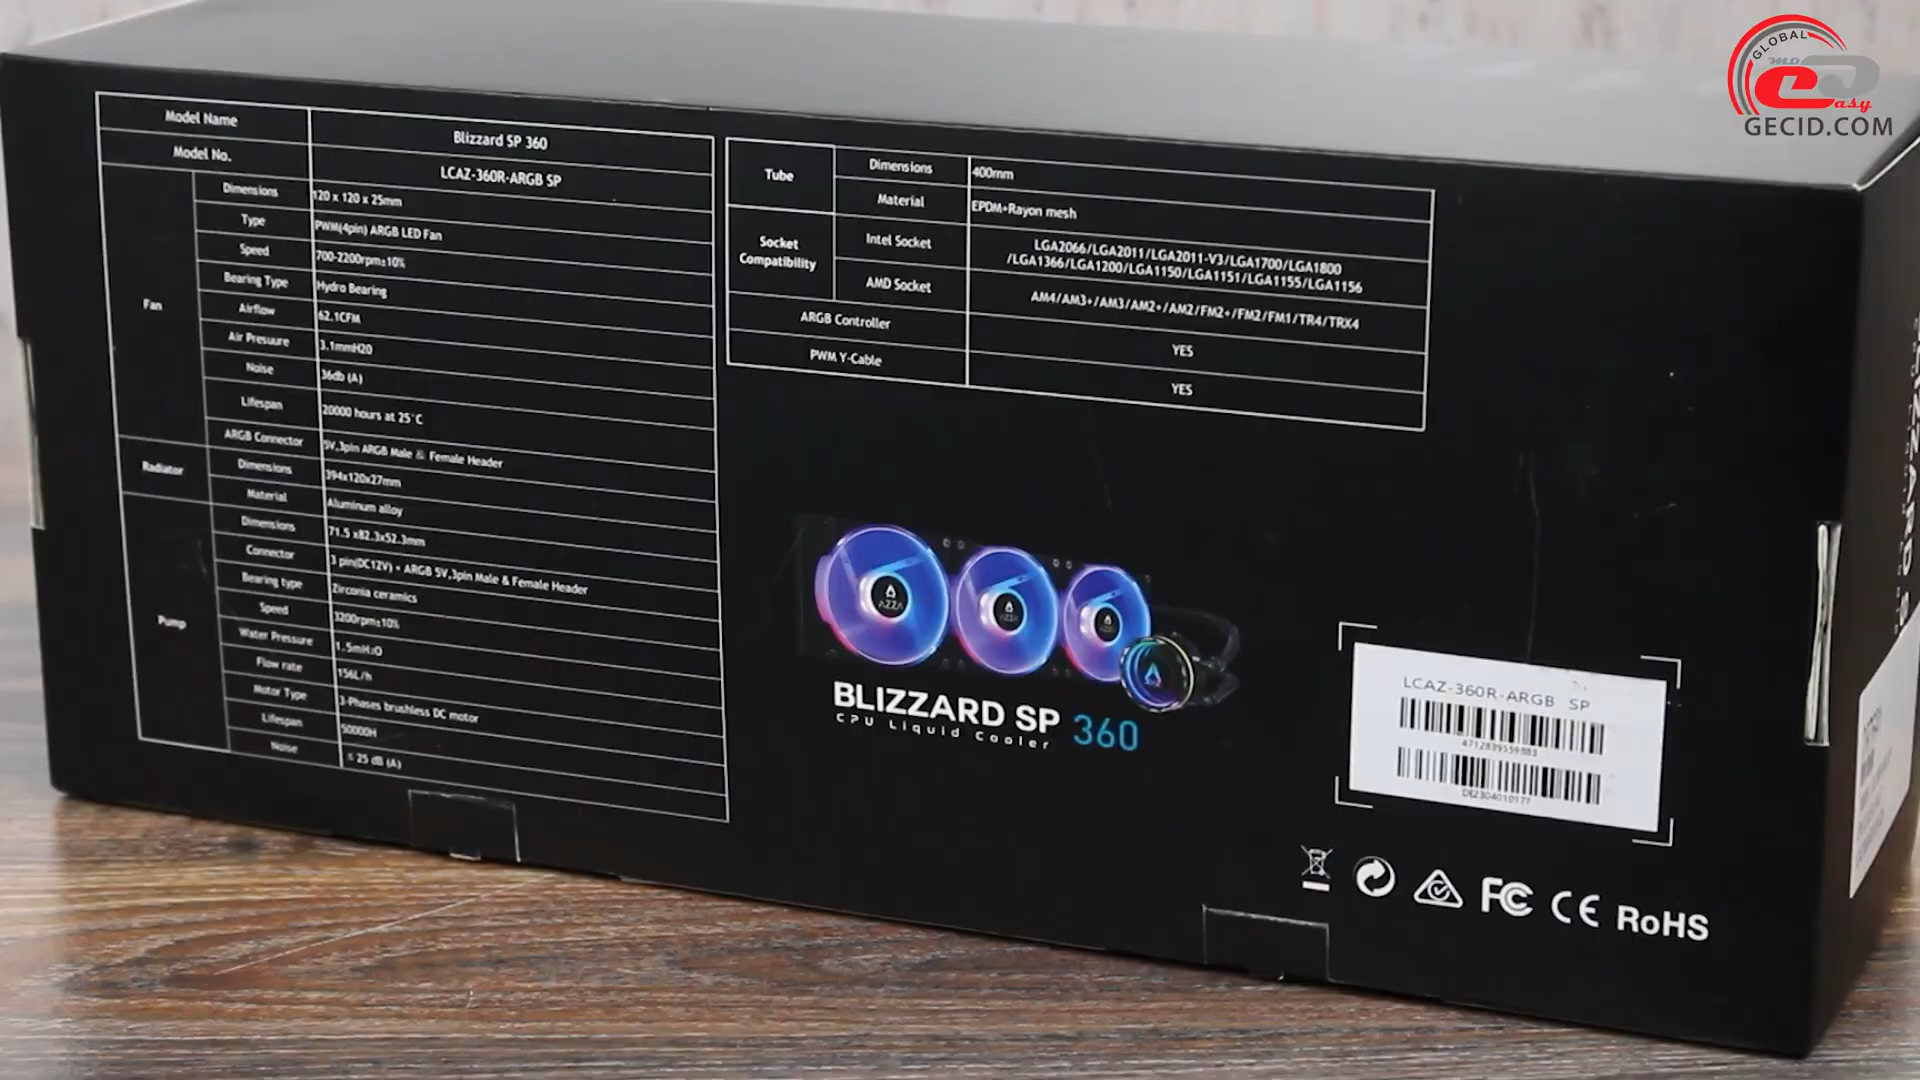 GLOBAL
easy
GECID.COM
Model Name Blizzard SP 360
Model No. LCAZ-360R-ARGB SP
Fan
Dimensions 120 x 120 x 25mm
Type PWM(4pin) ARGB LED Fan
Speed 700-2200rpm±10%
Bearing Type Hydro Bearing
Airflow 62.1CFM
Air Presuure 3.1mmH20
Noise 36db (A)
Lifespan 20000 hours at 25°C
ARGB Connector 5V,3pin ARGB Male & Female Header
Radiator
Dimensions 394x120x27mm
Material Aluminum alloy
Pump
Dimensions 71.5 x82.3x52.3mm
Connector 3 pin(DC12V) + ARGB 5V,3pin Male & Female Header
Bearing type Zirconia ceramics
Speed 3200rpm±10%
Water Pressure 1.5mH₂O
Flow rate 156L/h
Motor Type 3-Phases brushless DC motor
Lifespan 50000H
Noise ≤ 25 dB (A)
Tube
Dimensions 400mm
Material EPDM+Rayon mesh
Socket Compatibility
Intel Socket LGA2066/LGA2011/LGA2011-V3/LGA1700/LGA1800
/LGA1366/LGA1200/LGA1150/LGA1151/LGA1155/LGA1156
AMD Socket AM4/AM3+/AM3/AM2+/AM2/FM2+/FM2/FM1/TR4/TRX4
ARGB Controller YES
PWM Y-Cable YES
AZZA
AZZA
AZZA
BLIZZARD SP 360
CPU Liquid Cooler
LCAZ-360R-ARGB SP
4712839559883
DE2304010177
FC CE RoHS